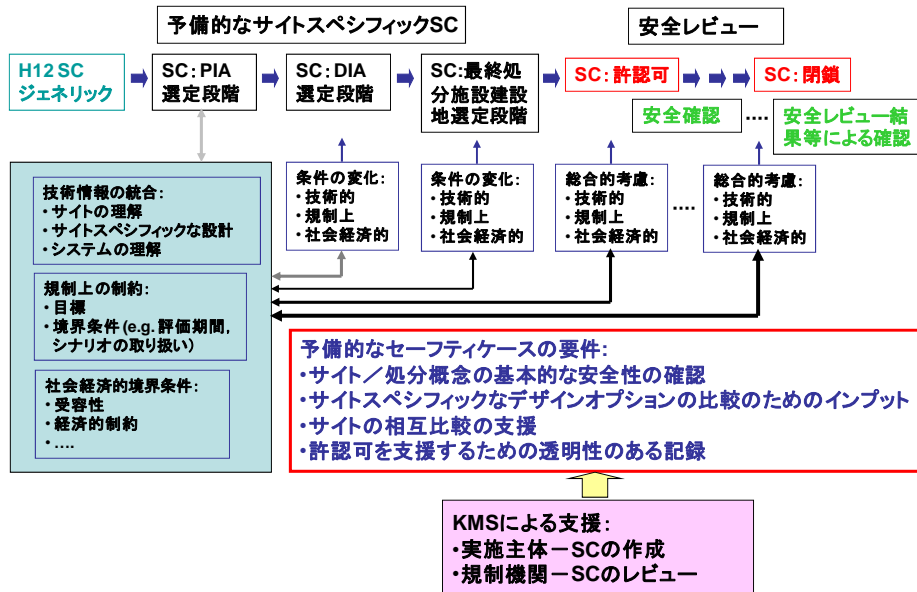 予備的なサイトスペシフィックSC
安全レビュー
H12 SC
ジェネリック
SC：PIA
選定段階
SC：DIA
選定段階
SC：最終処
分施設建設
地選定段階
SC：許認可
SC：閉鎖
安全確認
‥‥
安全レビュー結
果等による確認
技術情報の統合：
・サイトの理解
・サイトスペシフィックな設計
・システムの理解
規制上の制約：
・目標
・境界条件（e.g. 評価期間，
シナリオの取り扱い）
社会経済的境界条件：
・受容性
・経済的制約
・‥‥
条件の変化：
・技術的
・規制上
・社会経済的
条件の変化：
・技術的
・規制上
・社会経済的
総合的考慮：
・技術的
・規制上
・社会経済的
‥‥
総合的考慮：
・技術的
・規制上
・社会経済的
予備的なセーフティケースの要件：
・サイト／処分概念の基本的な安全性の確認
・サイトスペシフィックなデザインオプションの比較のためのインプット
・サイトの相互比較の支援
・許認可を支援するための透明性のある記録
KMSによる支援：
・実施主体－SCの作成
・規制機関－SCのレビュー